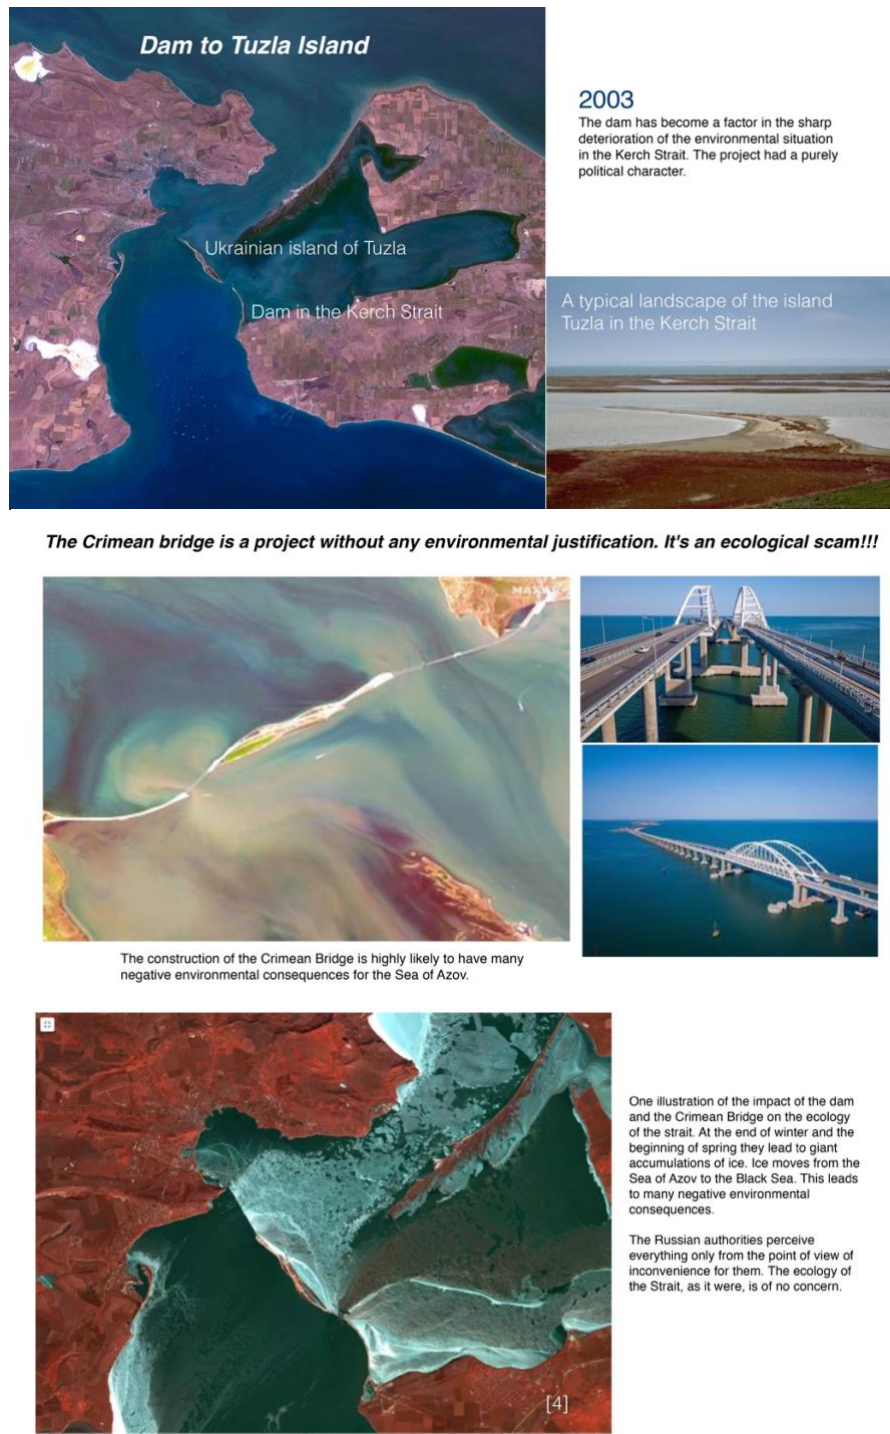 Dam to Tuzla Island
2003
The dam has become a factor in the sharp
deterioration of the environmental situation
in the Kerch Strait. The project had a purely
political character.
Ukrainian island of Tuzla
Dam in the Kerch Strait
A typical landscape of the island
Tuzla in the Kerch Strait
The Crimean bridge is a project without any environmental justification. It's an ecological scam!!!
The construction of the Crimean Bridge is highly likely to have many
negative environmental consequences for the Sea of Azov.
One illustration of the impact of the dam
and the Crimean Bridge on the ecology
of the strait. At the end of winter and the
beginning of spring they lead to giant
accumulations of ice. Ice moves from the
Sea of Azov to the Black Sea. This leads
to many negative environmental
consequences.
The Russian authorities perceive
everything only from the point of view of
inconvenience for them. The ecology of
the Strait, as it were, is of no concern.
[4]